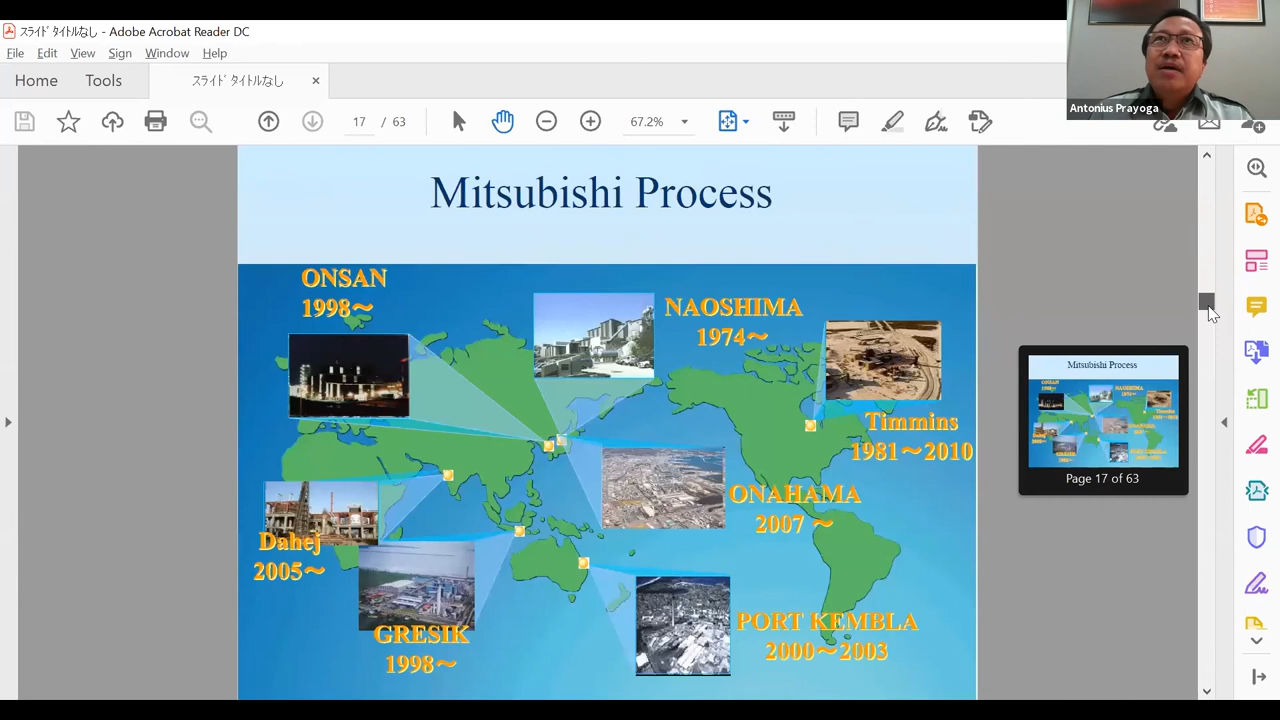 スライド タイトルなし - Adobe Acrobat Reader DC
File Edit View Sign Window Help
Home Tools スライド タイトルなし ×
17 / 63 67.2%
Antonius Prayoga
Mitsubishi Process
ONSAN
1998～
NAOSHIMA
1974～
Timmins
1981～2010
ONAHAMA
2007 ～
Dahej
2005～
GRESIK
1998～
PORT KEMBLA
2000～2003
Mitsubishi Process
Page 17 of 63